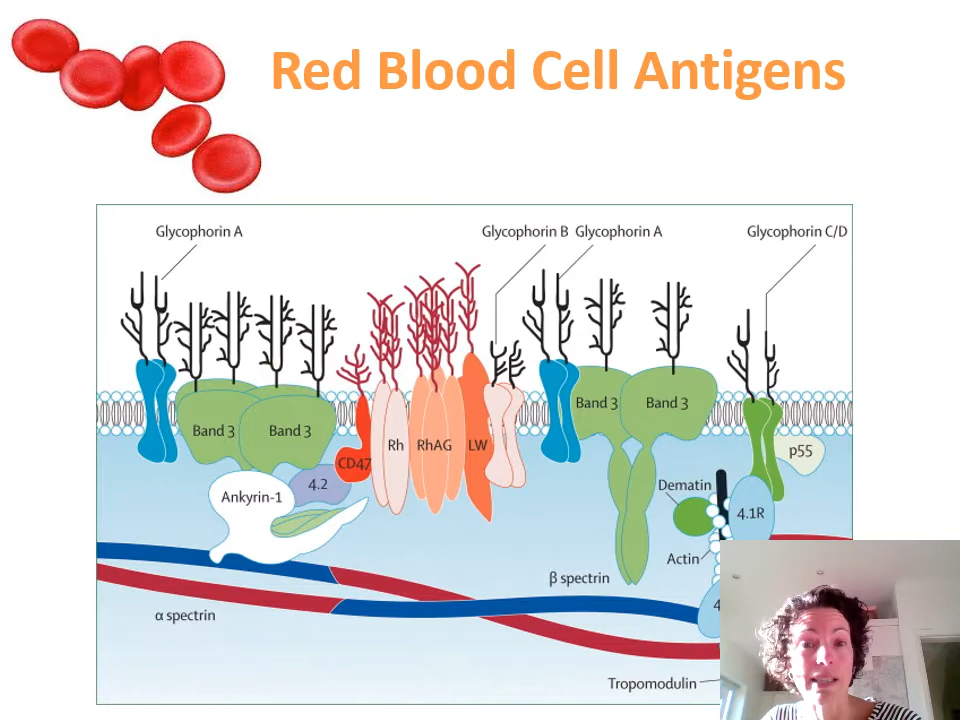 Red Blood Cell Antigens
Glycophorin A
Glycophorin B
Glycophorin A
Glycophorin C/D
Band 3
Band 3
CD47
Rh
RhAG
LW
Band 3
Band 3
p55
Ankyrin-1
4.2
Dematin
4.1R
Actin
β spectrin
α spectrin
4
Tropomodulin